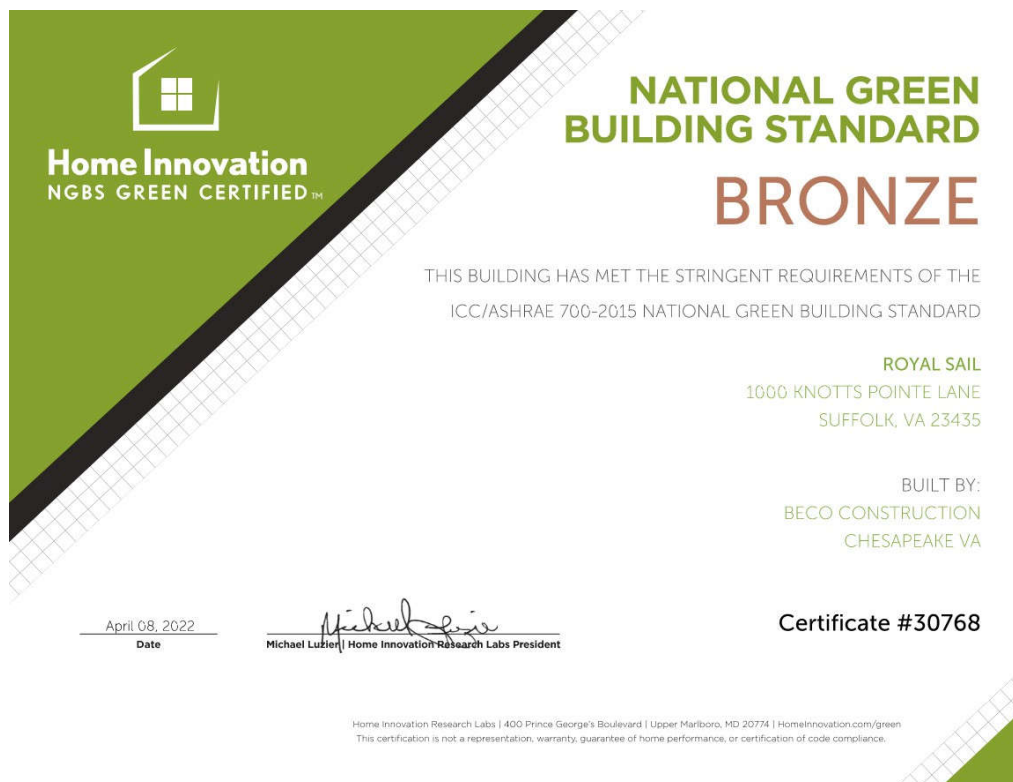 Home Innovation
NGBS GREEN CERTIFIED™
NATIONAL GREEN
BUILDING STANDARD
BRONZE
THIS BUILDING HAS MET THE STRINGENT REQUIREMENTS OF THE
ICC/ASHRAE 700-2015 NATIONAL GREEN BUILDING STANDARD
ROYAL SAIL
1000 KNOTTS POINTE LANE
SUFFOLK, VA 23435
BUILT BY:
BECO CONSTRUCTION
CHESAPEAKE VA
April 08, 2022
Date
Michael Luzier | Home Innovation Research Labs President
Certificate #30768
Home Innovation Research Labs | 400 Prince George's Boulevard | Upper Marlboro, MD 20774 | HomeInnovation.com/green
This certification is not a representation, warranty, guarantee of home performance, or certification of code compliance.